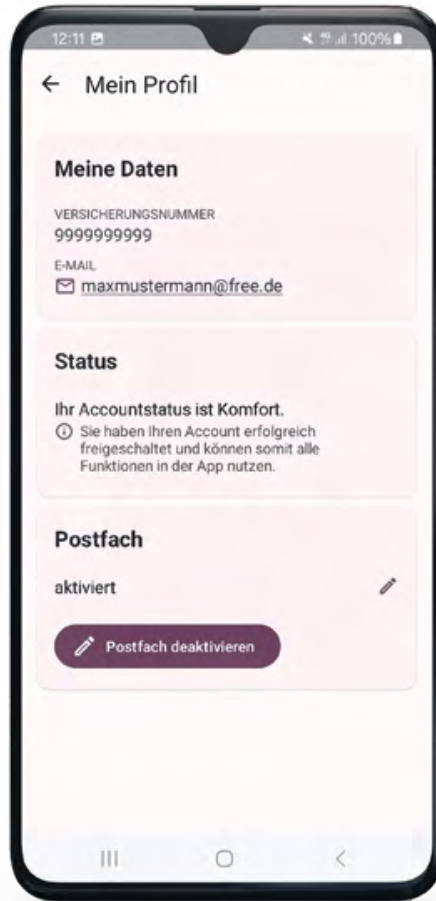 12:11 100%
Mein Profil
Meine Daten
VERSICHERUNGSNUMMER
9999999999
E-MAIL
maxmustermann@free.de
Status
Ihr Accountstatus ist Komfort.
Sie haben Ihren Account erfolgreich
freigeschaltet und können somit alle
Funktionen in der App nutzen.
Postfach
aktiviert
Postfach deaktivieren